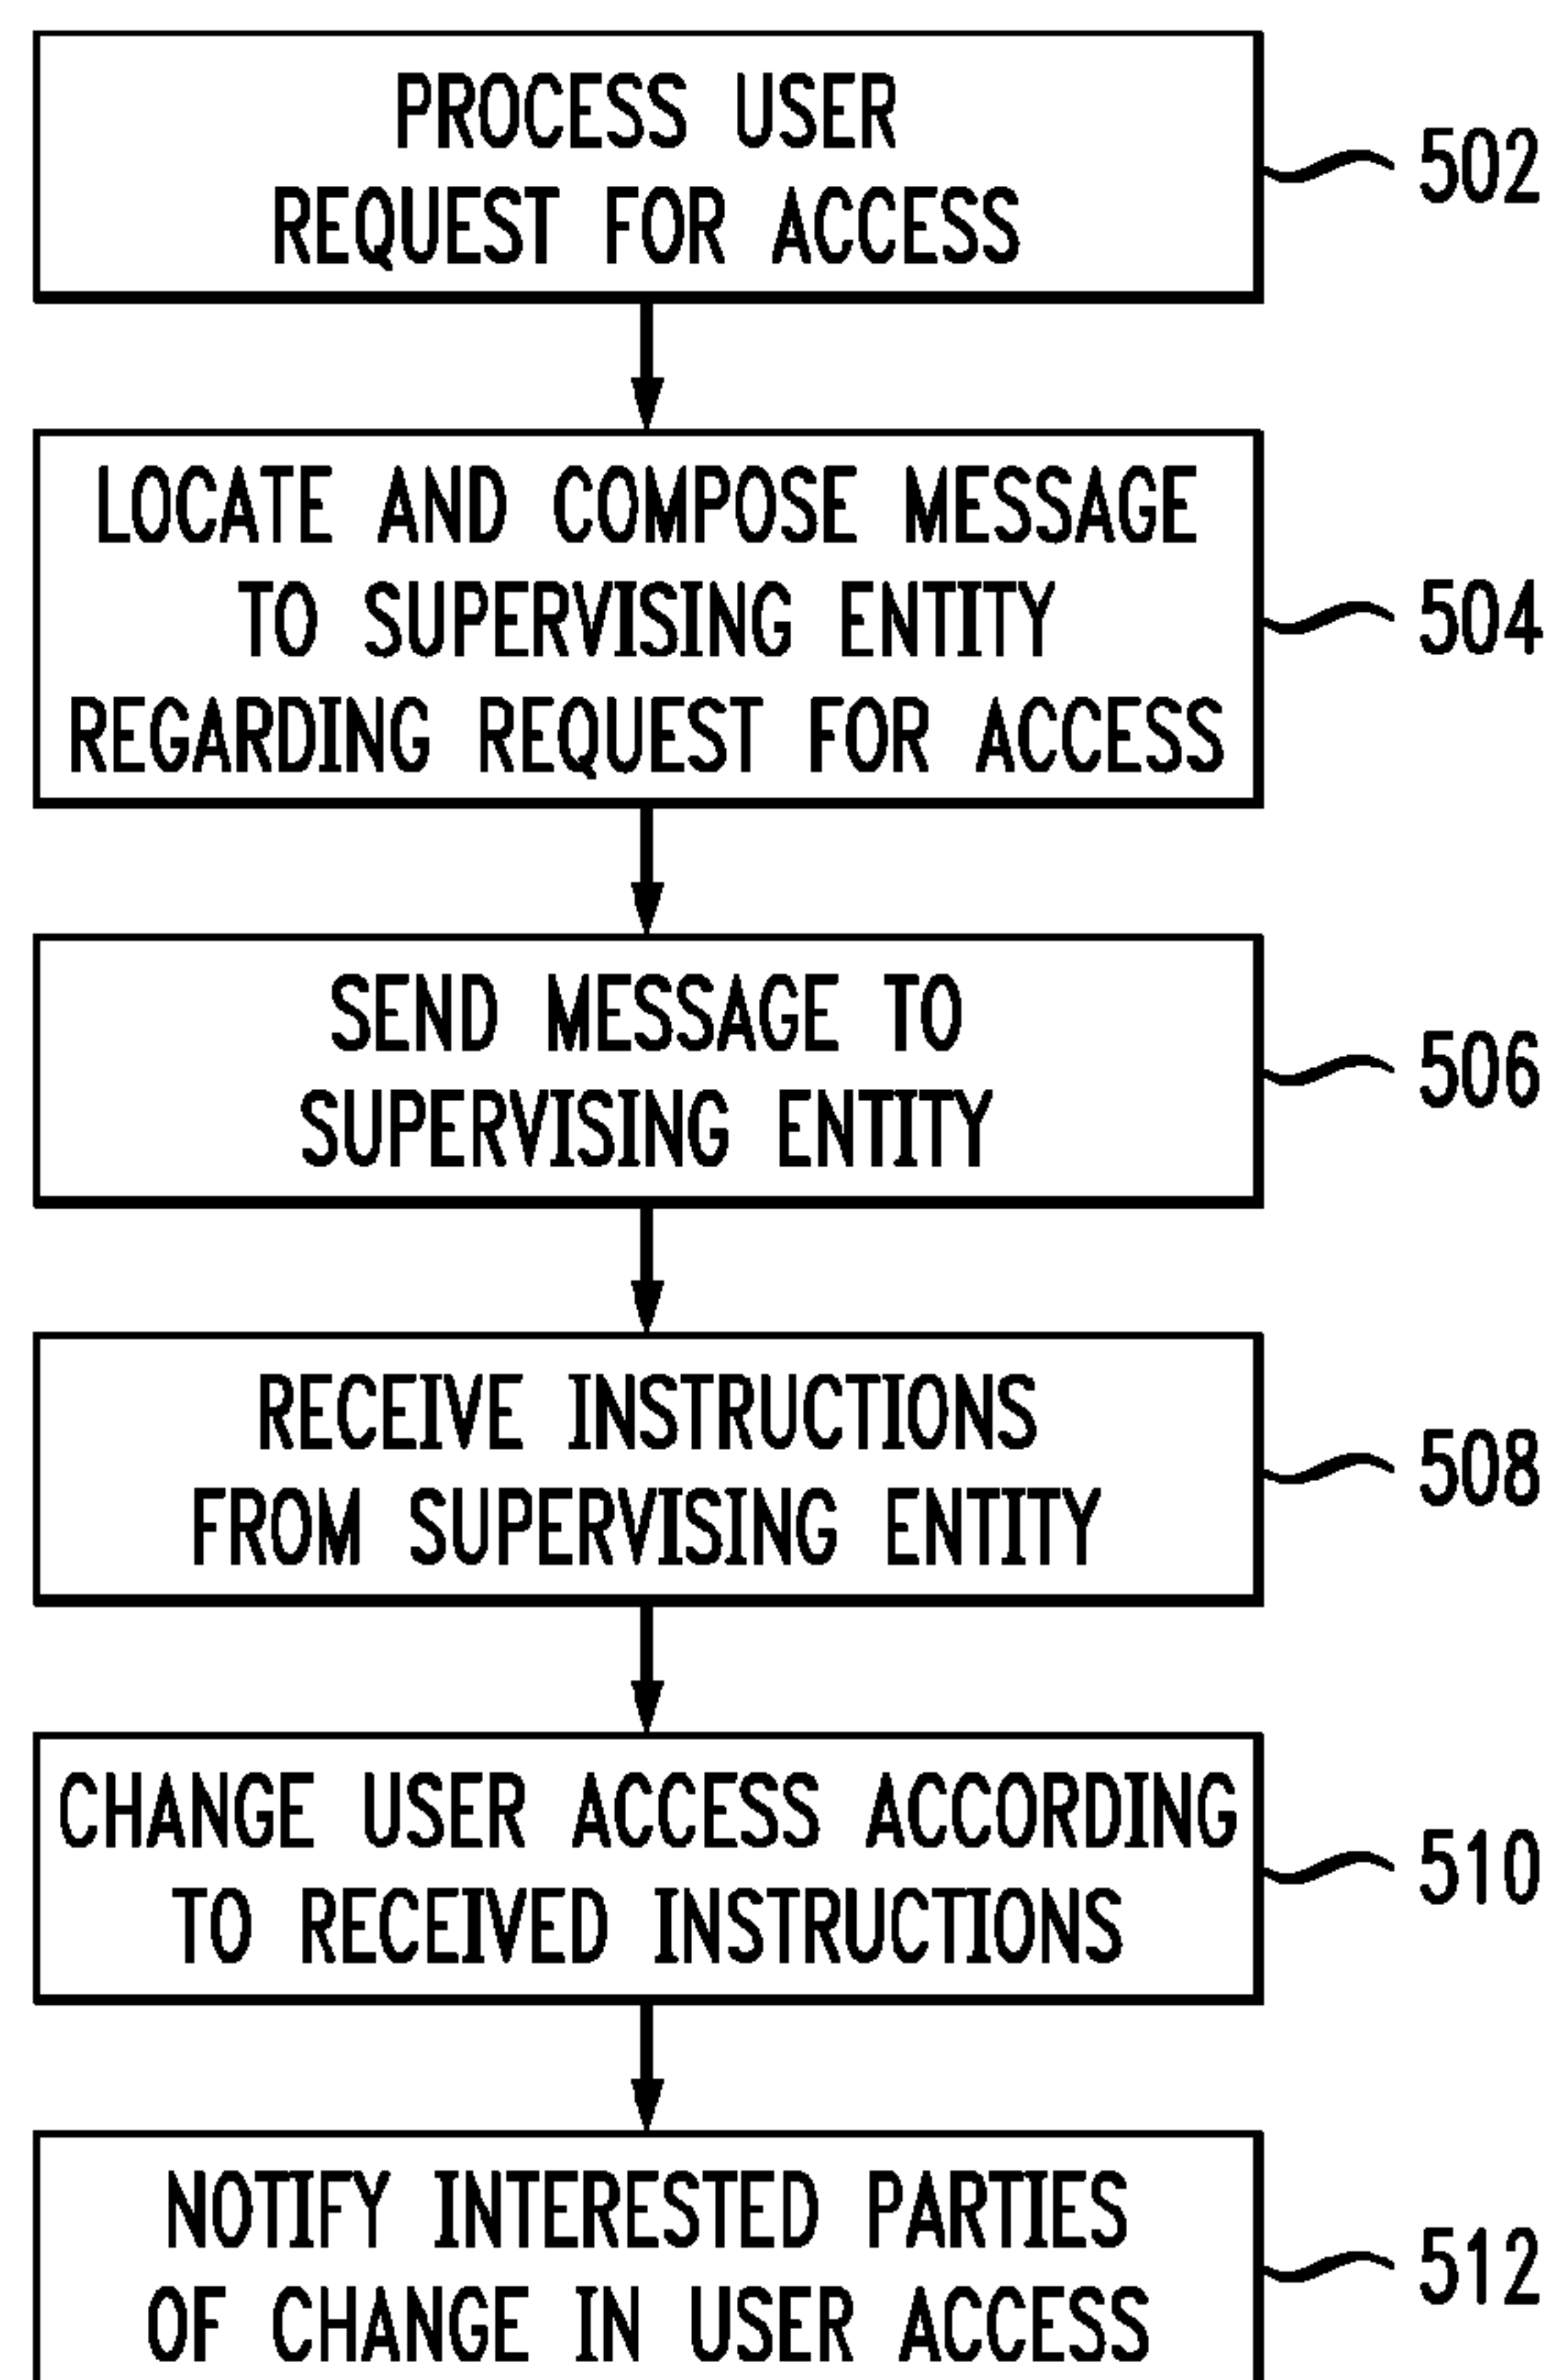 PROCESS USER
REQUEST FOR ACCESS
502
LOCATE AND COMPOSE MESSAGE
TO SUPERVISING ENTITY
REGARDING REQUEST FOR ACCESS
504
SEND MESSAGE TO
SUPERVISING ENTITY
506
RECEIVE INSTRUCTIONS
FROM SUPERVISING ENTITY
508
CHANGE USER ACCESS ACCORDING
TO RECEIVED INSTRUCTIONS
510
NOTIFY INTERESTED PARTIES
OF CHANGE IN USER ACCESS
512